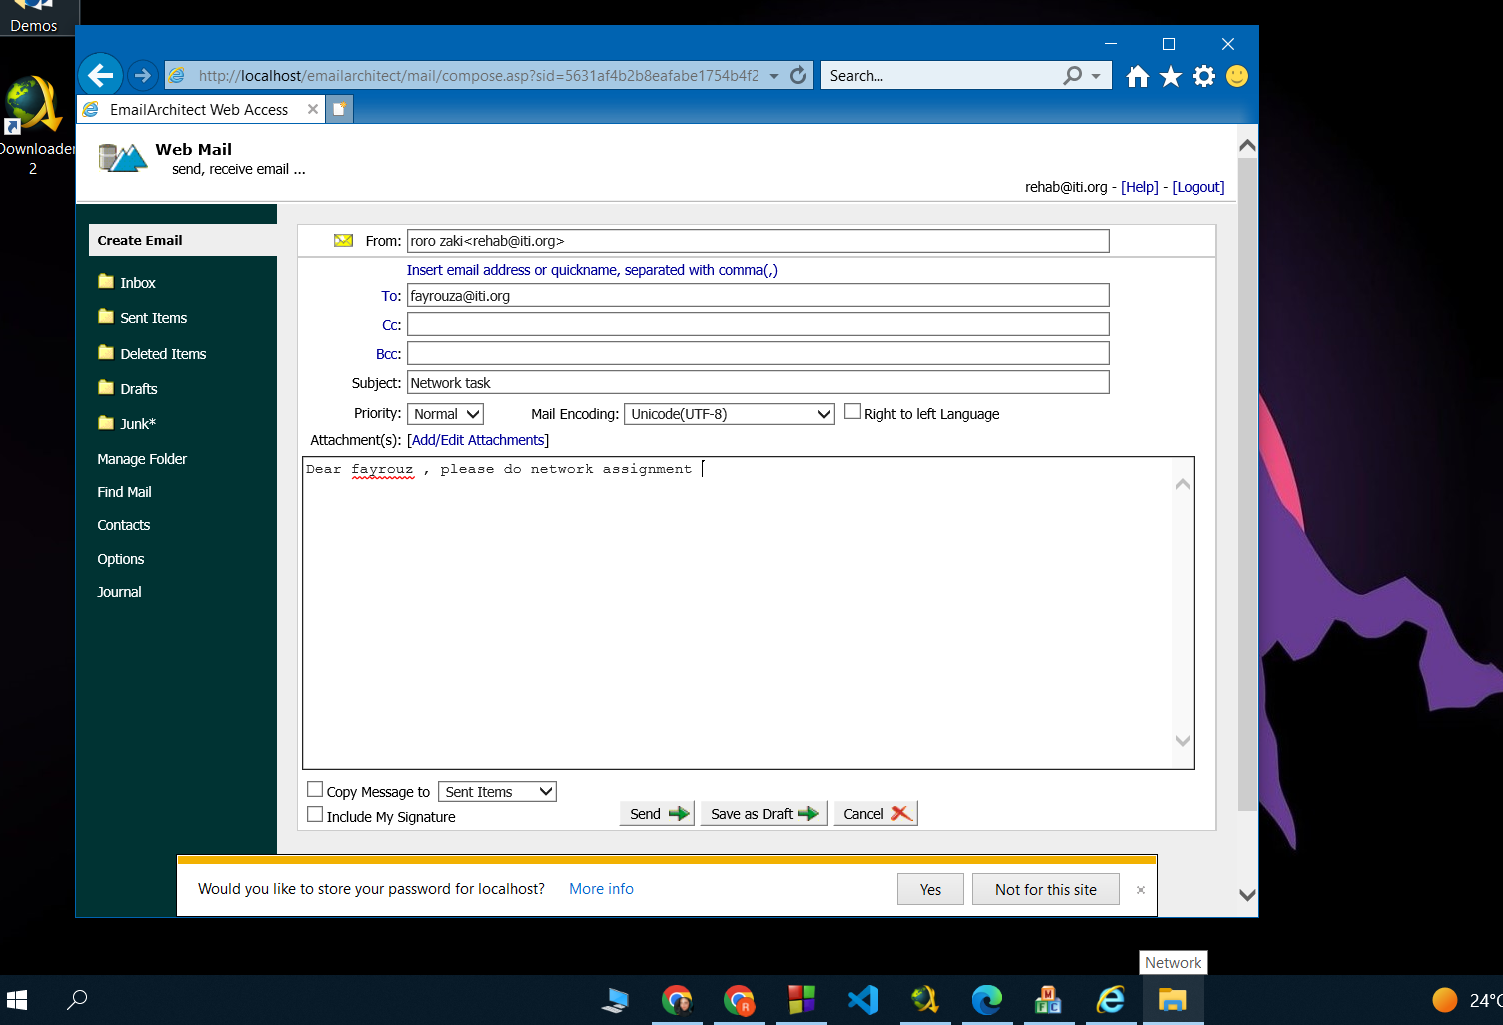 Demos
Downloader
2
http://localhost/emailarchitect/mail/compose.asp?sid=5631af4b2b8eafabe1754b4f2
Search...
EmailArchitect Web Access
Web Mail
send, receive email ...
rehab@iti.org - [Help] - [Logout]
Create Email
Inbox
Sent Items
Deleted Items
Drafts
Junk*
Manage Folder
Find Mail
Contacts
Options
Journal
From: roro zaki<rehab@iti.org>
Insert email address or quickname, separated with comma(,)
To: fayrouza@iti.org
Cc:
Bcc:
Subject: Network task
Priority: Normal Mail Encoding: Unicode(UTF-8) Right to left Language
Attachment(s): [Add/Edit Attachments]
Dear fayrouz , please do network assignment
Copy Message to Sent Items
Include My Signature
Send Save as Draft Cancel
Would you like to store your password for localhost? More info Yes Not for this site
Network
R
M
F C
24°C